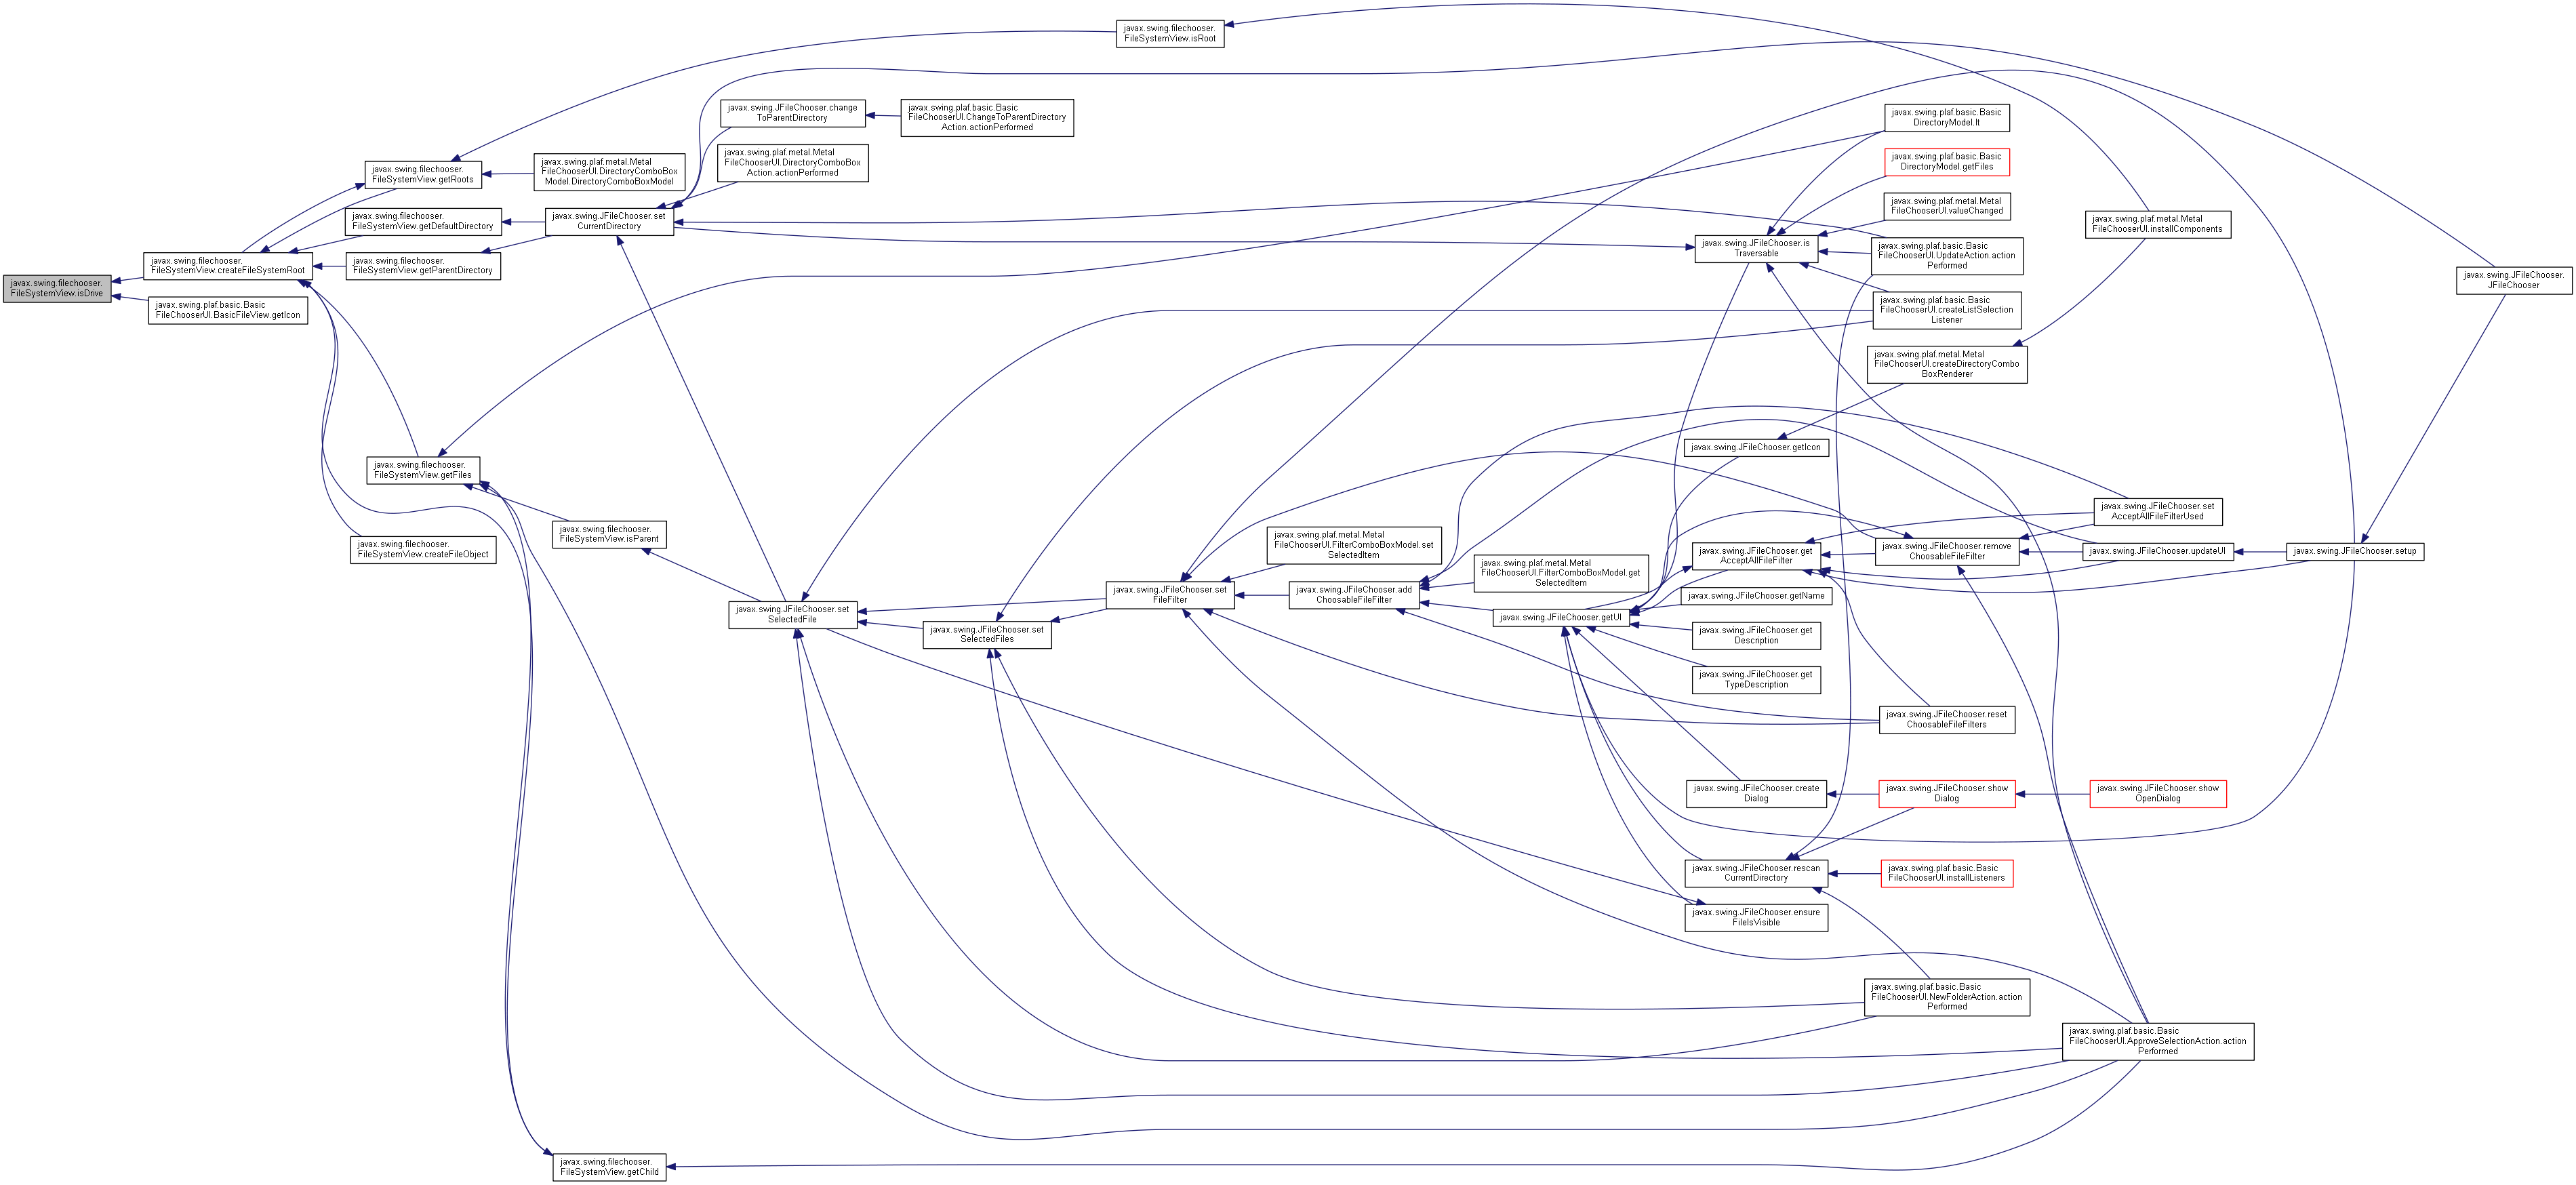 javax.swing.filechooser.
FileSystemView.isDrive
javax.swing.filechooser.
FileSystemView.createFileSystemRoot
javax.swing.plaf.basic.Basic
FileChooserUI.BasicFileView.getIcon
javax.swing.filechooser.
FileSystemView.getRoots
javax.swing.filechooser.
FileSystemView.getDefaultDirectory
javax.swing.filechooser.
FileSystemView.getParentDirectory
javax.swing.filechooser.
FileSystemView.getFiles
javax.swing.filechooser.
FileSystemView.createFileObject
javax.swing.plaf.metal.Metal
FileChooserUI.DirectoryComboBox
Model.DirectoryComboBoxModel
javax.swing.JFileChooser.set
CurrentDirectory
javax.swing.filechooser.
FileSystemView.isParent
javax.swing.filechooser.
FileSystemView.getChild
javax.swing.JFileChooser.change
ToParentDirectory
javax.swing.plaf.metal.Metal
FileChooserUI.DirectoryComboBox
Action.actionPerformed
javax.swing.JFileChooser.set
SelectedFile
javax.swing.plaf.basic.Basic
FileChooserUI.ChangeToParentDirectory
Action.actionPerformed
javax.swing.JFileChooser.set
SelectedFiles
javax.swing.filechooser.
FileSystemView.isRoot
javax.swing.JFileChooser.set
FileFilter
javax.swing.plaf.metal.Metal
FileChooserUI.FilterComboBoxModel.set
SelectedItem
javax.swing.JFileChooser.add
ChoosableFileFilter
javax.swing.plaf.metal.Metal
FileChooserUI.FilterComboBoxModel.get
SelectedItem
javax.swing.JFileChooser.getUI
javax.swing.JFileChooser.is
Traversable
javax.swing.JFileChooser.getIcon
javax.swing.JFileChooser.get
AcceptAllFileFilter
javax.swing.JFileChooser.getName
javax.swing.JFileChooser.get
Description
javax.swing.JFileChooser.get
TypeDescription
javax.swing.JFileChooser.create
Dialog
javax.swing.JFileChooser.rescan
CurrentDirectory
javax.swing.JFileChooser.ensure
FileIsVisible
javax.swing.plaf.basic.Basic
DirectoryModel.lt
javax.swing.plaf.basic.Basic
DirectoryModel.getFiles
javax.swing.plaf.metal.Metal
FileChooserUI.valueChanged
javax.swing.plaf.basic.Basic
FileChooserUI.UpdateAction.action
Performed
javax.swing.plaf.basic.Basic
FileChooserUI.createListSelection
Listener
javax.swing.plaf.metal.Metal
FileChooserUI.createDirectoryCombo
BoxRenderer
javax.swing.JFileChooser.remove
ChoosableFileFilter
javax.swing.JFileChooser.reset
ChoosableFileFilters
javax.swing.JFileChooser.show
Dialog
javax.swing.plaf.basic.Basic
FileChooserUI.installListeners
javax.swing.plaf.basic.Basic
FileChooserUI.NewFolderAction.action
Performed
javax.swing.plaf.metal.Metal
FileChooserUI.installComponents
javax.swing.JFileChooser.set
AcceptAllFileFilterUsed
javax.swing.JFileChooser.updateUI
javax.swing.JFileChooser.show
OpenDialog
javax.swing.plaf.basic.Basic
FileChooserUI.ApproveSelectionAction.action
Performed
javax.swing.JFileChooser.setup
javax.swing.JFileChooser.
JFileChooser